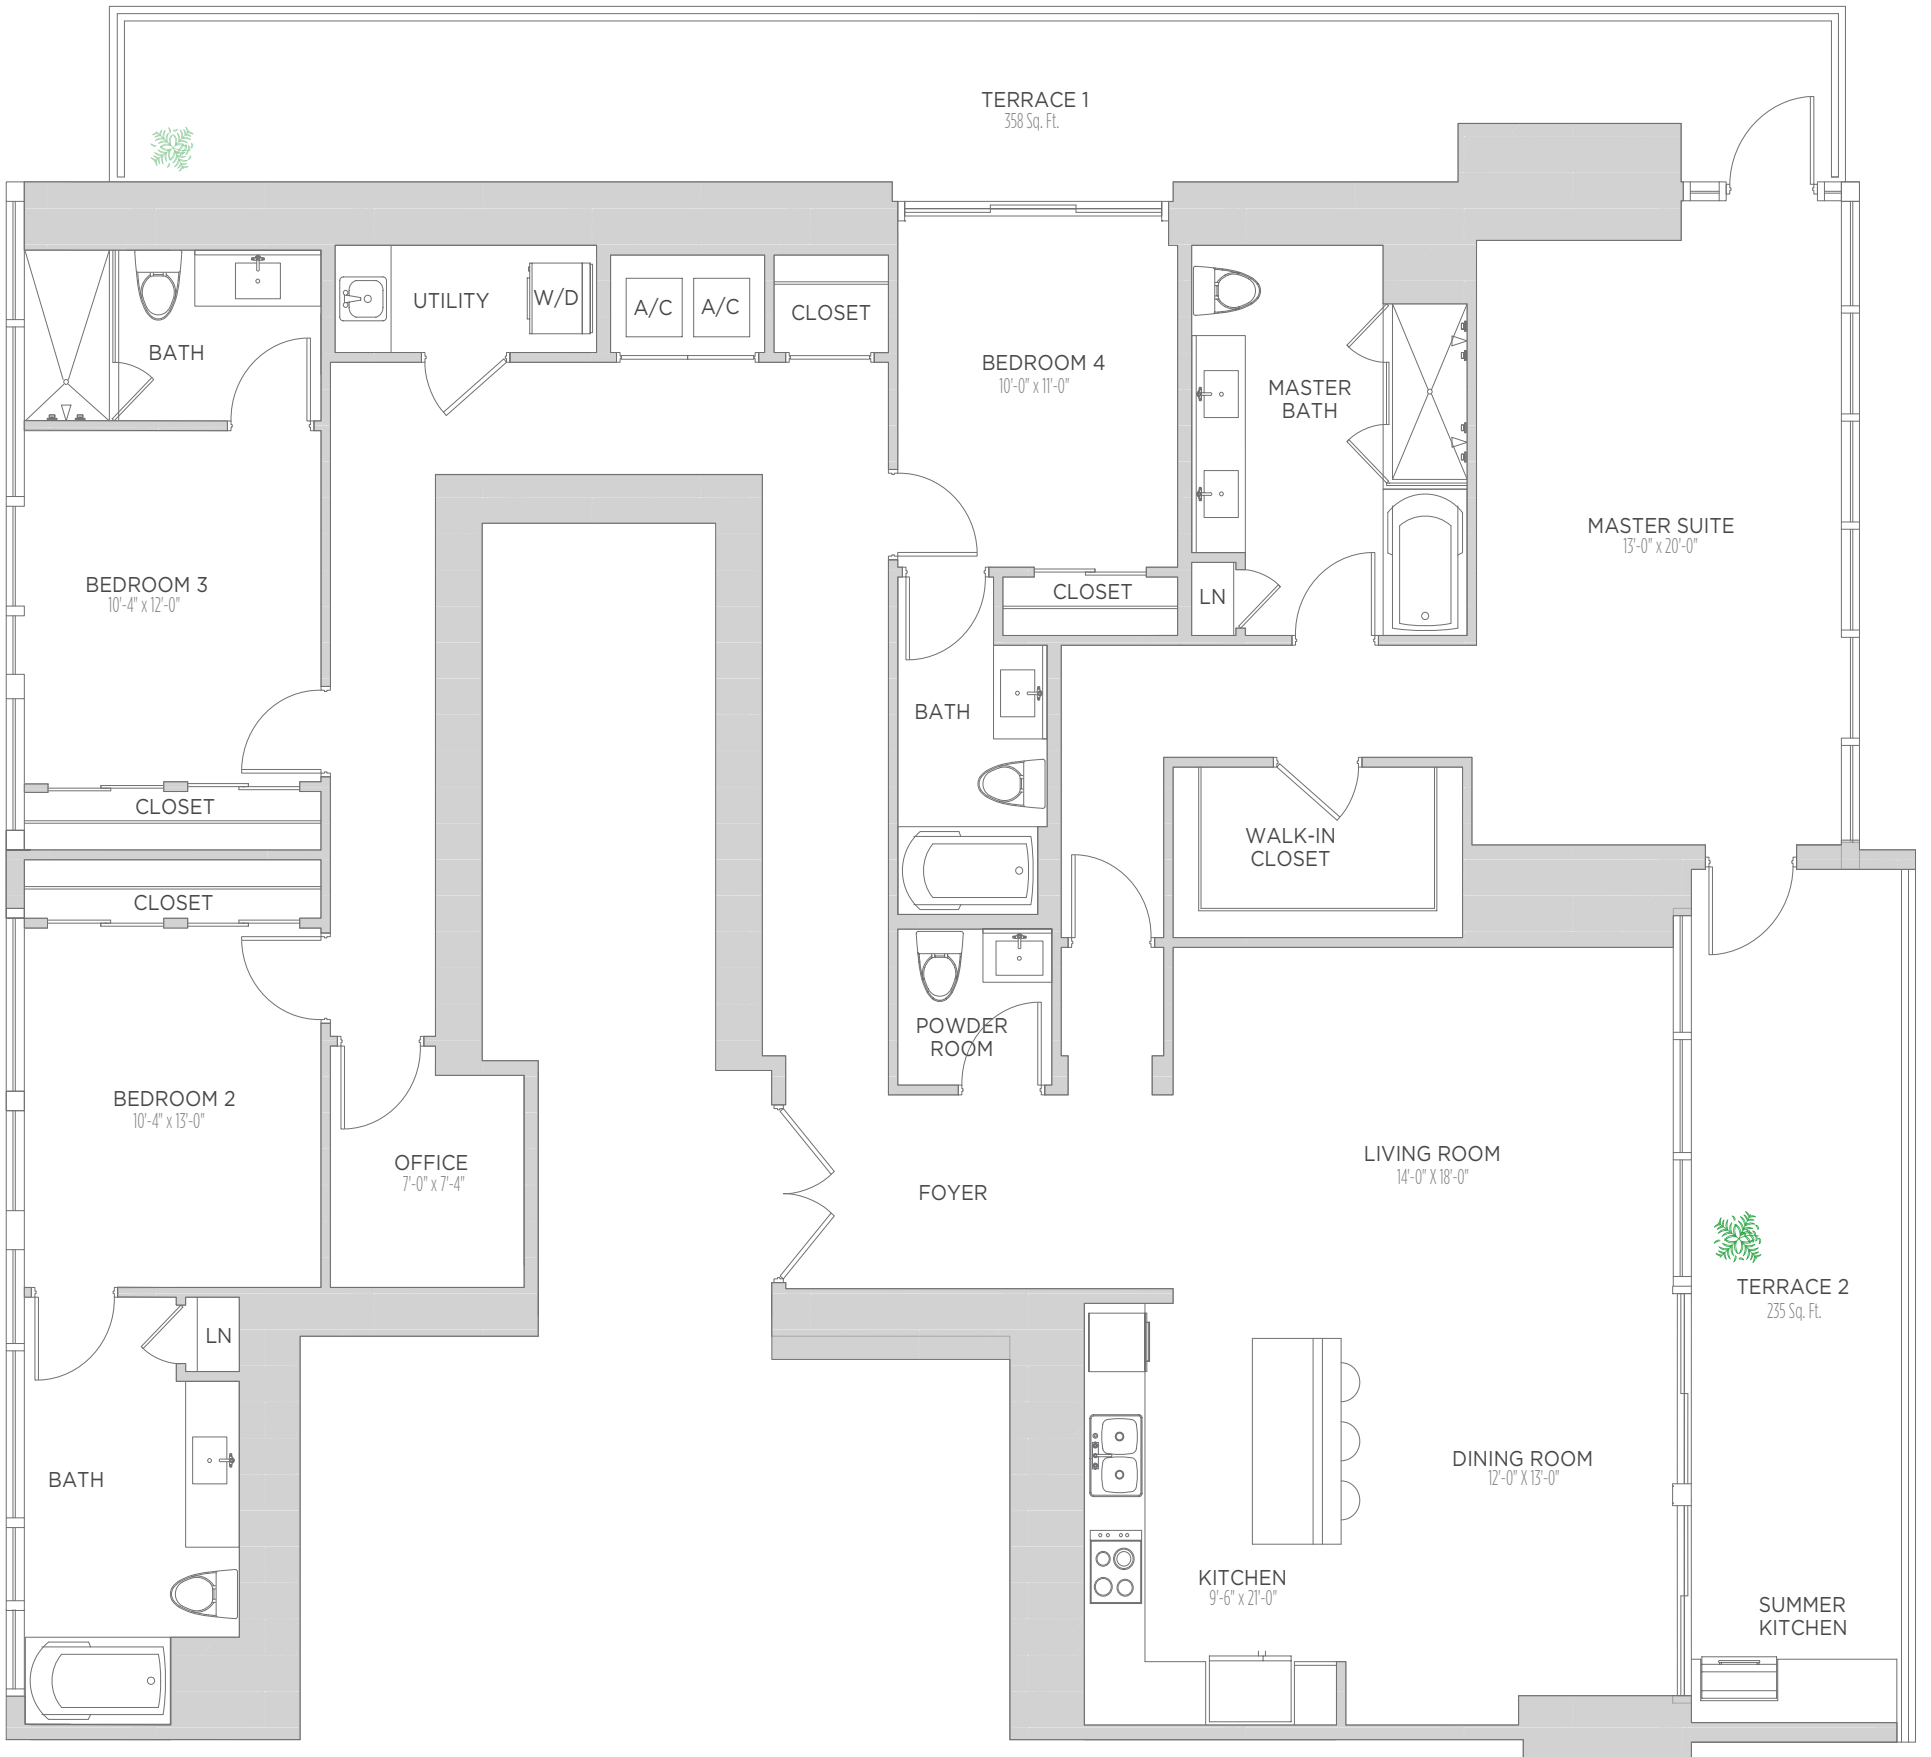 TERRACE 1
358 Sq. Ft.
UTILITY
W/D
A/C
A/C
CLOSET
BATH
BEDROOM 4
10'-0" x 11'-0"
MASTER
BATH
MASTER SUITE
13'-0" x 20'-0"
BEDROOM 3
10'-4" x 12'-0"
CLOSET
LN
BATH
CLOSET
WALK-IN
CLOSET
CLOSET
POWDER
ROOM
BEDROOM 2
10'-4" x 13'-0"
OFFICE
7'-0" x 7'-4"
FOYER
LIVING ROOM
14'-0" X 18'-0"
TERRACE 2
235 Sq. Ft.
LN
BATH
DINING ROOM
12'-0" X 13'-0"
KITCHEN
9'-6" x 21'-0"
SUMMER
KITCHEN